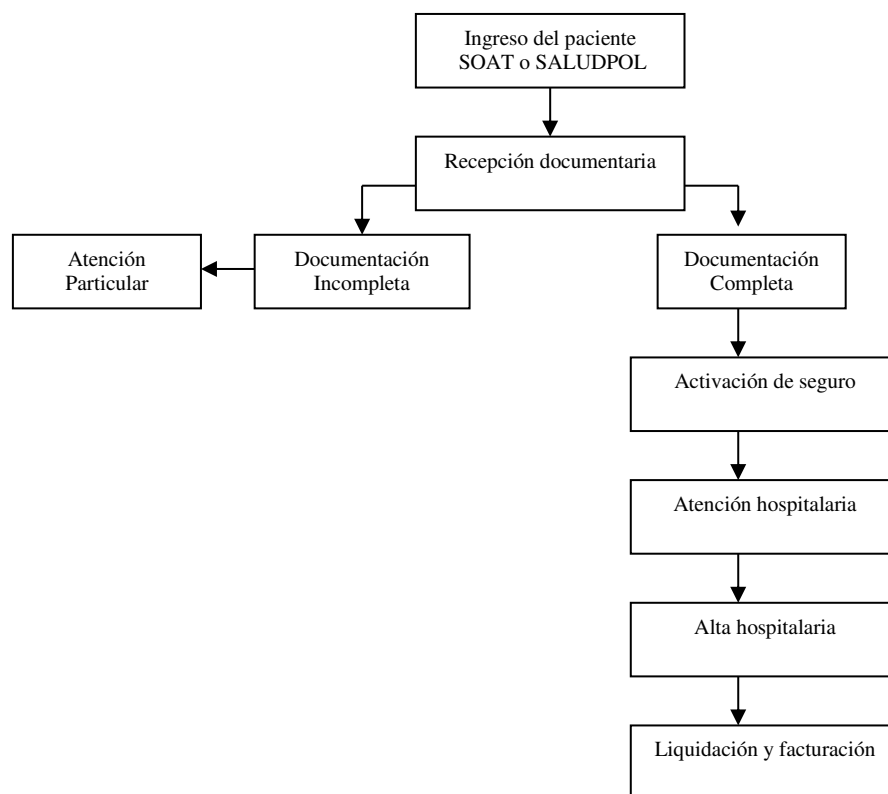 Ingreso del paciente
SOAT o SALUDPOL
Recepción documentaria
Atención
Particular
Documentación
Incompleta
Documentación
Completa
Activación de seguro
Atención hospitalaria
Alta hospitalaria
Liquidación y facturación